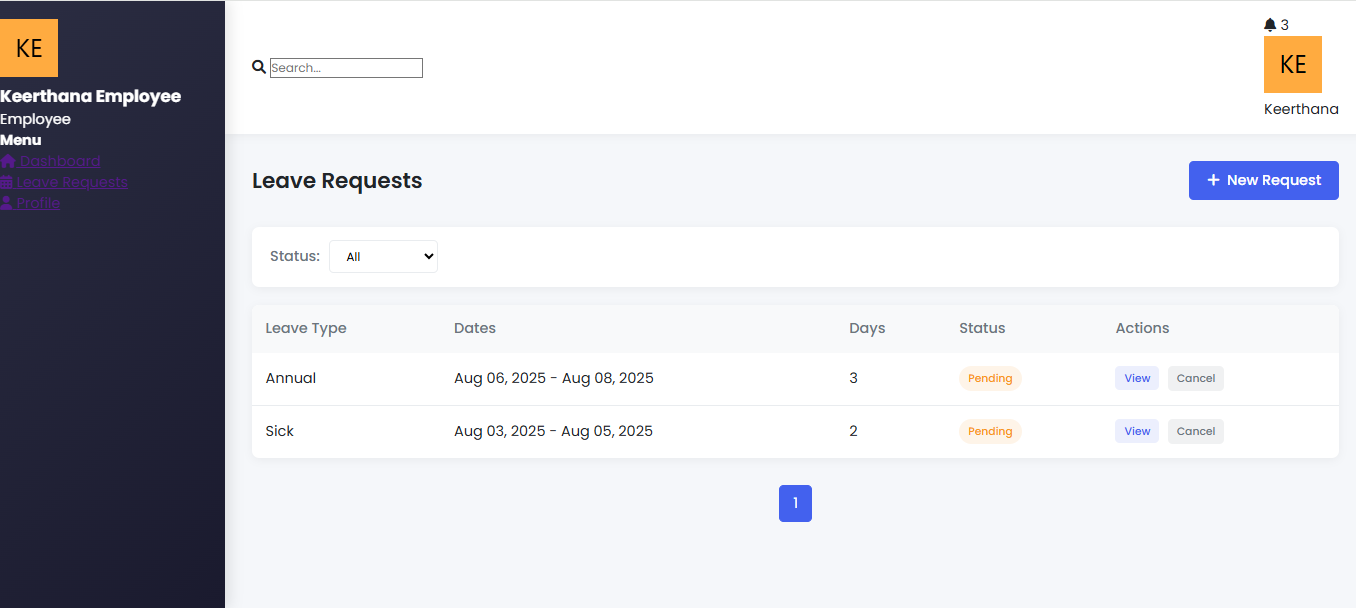 KE
Keerthana Employee
Employee
Menu
Dashboard
Leave Requests
Profile
Search...
3
KE
Keerthana
Leave Requests
+ New Request
Status: All
Leave Type Dates Days Status Actions
Annual Aug 06, 2025 - Aug 08, 2025 3 Pending View Cancel
Sick Aug 03, 2025 - Aug 05, 2025 2 Pending View Cancel
1